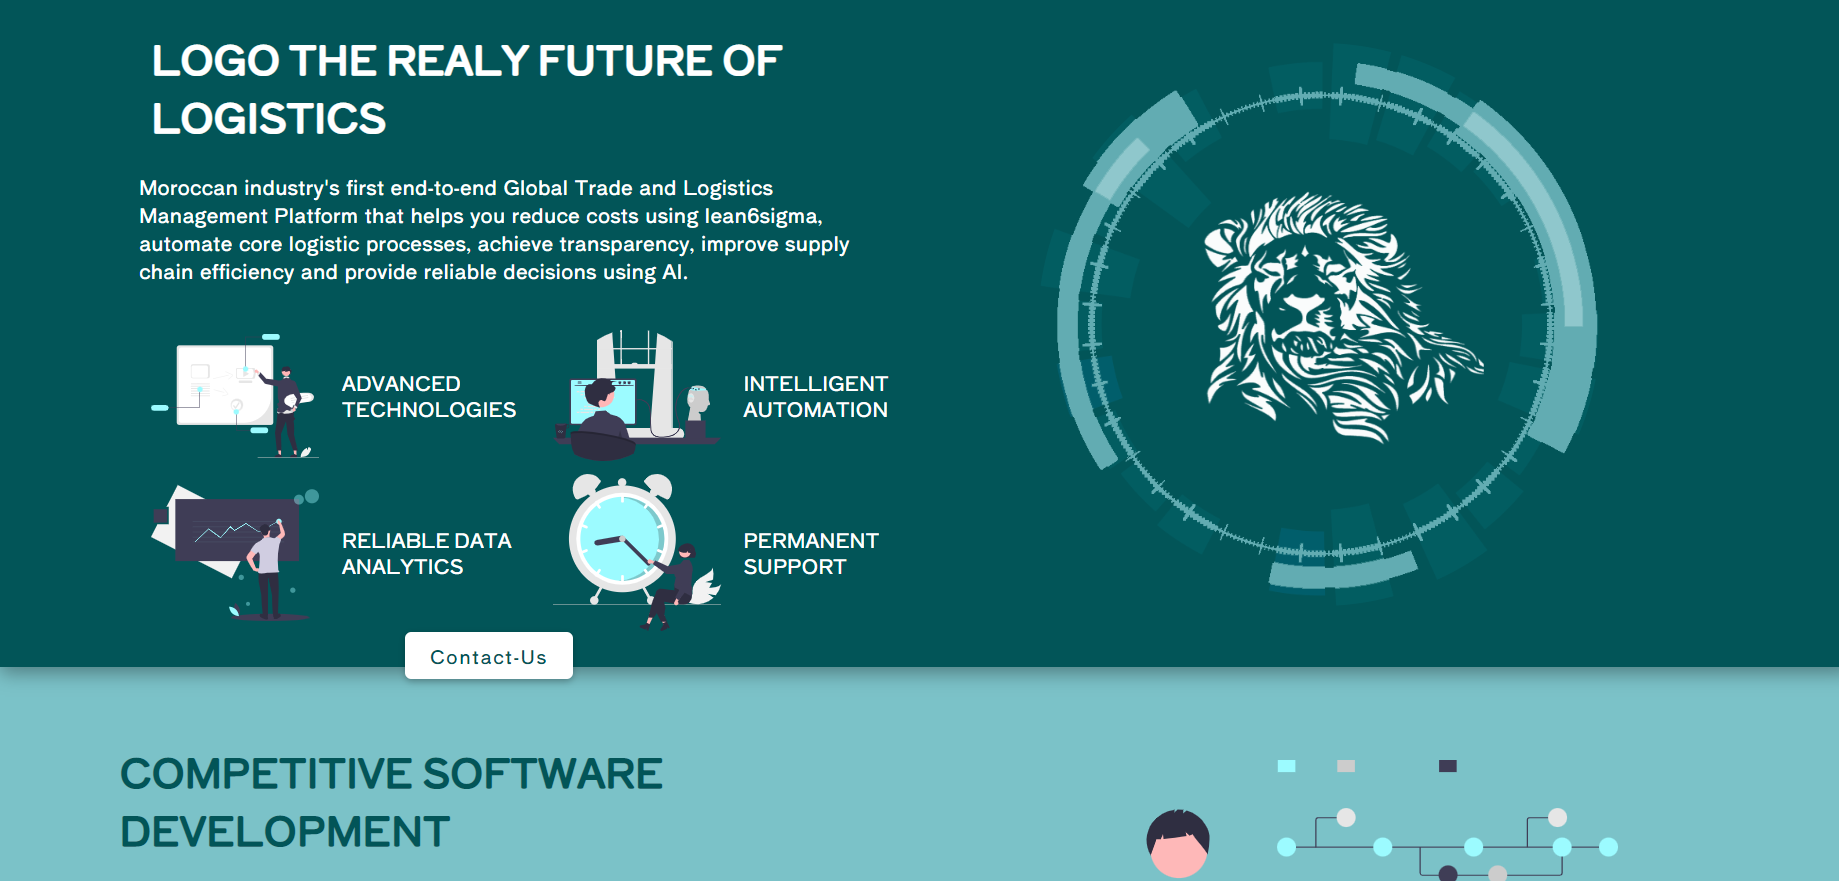 LOGO THE REALY FUTURE OF
LOGISTICS
Moroccan industry's first end-to-end Global Trade and Logistics
Management Platform that helps you reduce costs using lean6sigma,
automate core logistic processes, achieve transparency, improve supply
chain efficiency and provide reliable decisions using AI.
ADVANCED
TECHNOLOGIES
INTELLIGENT
AUTOMATION
RELIABLE DATA
ANALYTICS
PERMANENT
SUPPORT
Contact-Us
COMPETITIVE SOFTWARE
DEVELOPMENT